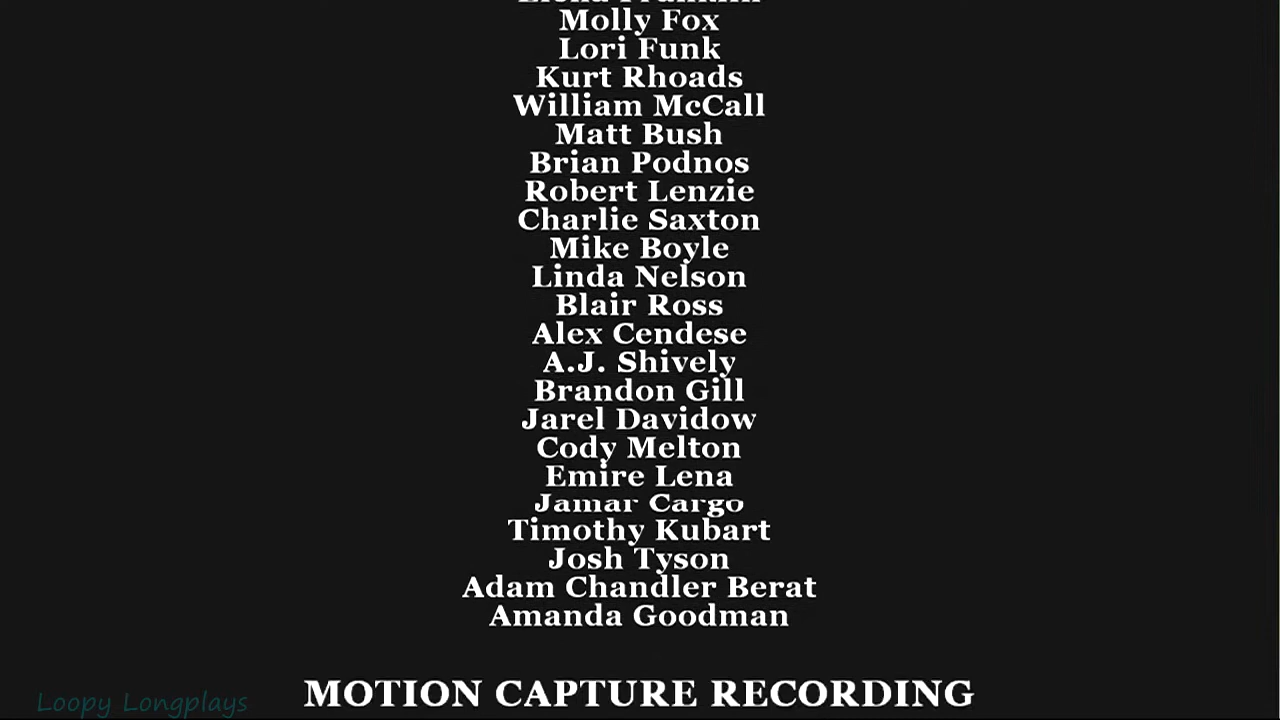 Molly Fox
Lori Funk
Kurt Rhoads
William McCall
Matt Bush
Brian Podnos
Robert Lenzie
Charlie Saxton
Mike Boyle
Linda Nelson
Blair Ross
Alex Cendese
A.J. Shively
Brandon Gill
Jarel Davidow
Cody Melton
Emire Lena
Jamar Cargo
Timothy Kubart
Josh Tyson
Adam Chandler Berat
Amanda Goodman
MOTION CAPTURE RECORDING
Loopy Longplays